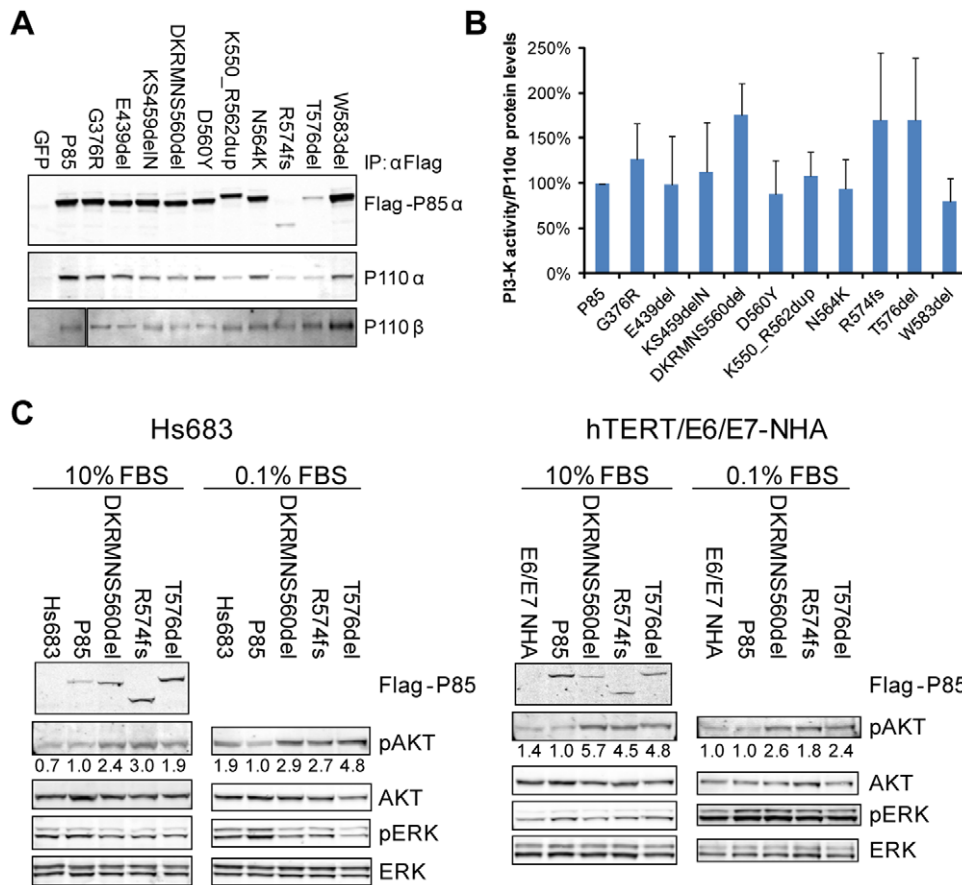 A
GFP
P85
G376R
E439del
KS459delN
DKRMNS560del
D560Y
K550_R562dup
N564K
R574fs
T576del
W583del
IP: αFlag
Flag-P85α
P110 α
P110 β
B
PI3-K activity/P110α protein levels
250%
200%
150%
100%
50%
0%
P85
G376R
E439del
KS459delN
DKRMNS560del
D560Y
K550_R562dup
N564K
R574fs
T576del
W583del
C
Hs683
10% FBS
0.1% FBS
Hs683
P85
DKRMNS560del
R574fs
T576del
Hs683
P85
DKRMNS560del
R574fs
T576del
Flag-P85
pAKT
0.7 1.0 2.4 3.0 1.9
1.9 1.0 2.9 2.7 4.8
AKT
pERK
ERK
hTERT/E6/E7-NHA
10% FBS
0.1% FBS
E6/E7 NHA
P85
DKRMNS560del
R574fs
T576del
E6/E7 NHA
P85
DKRMNS560del
R574fs
T576del
Flag-P85
pAKT
1.4 1.0 5.7 4.5 4.8
1.0 1.0 2.6 1.8 2.4
AKT
pERK
ERK